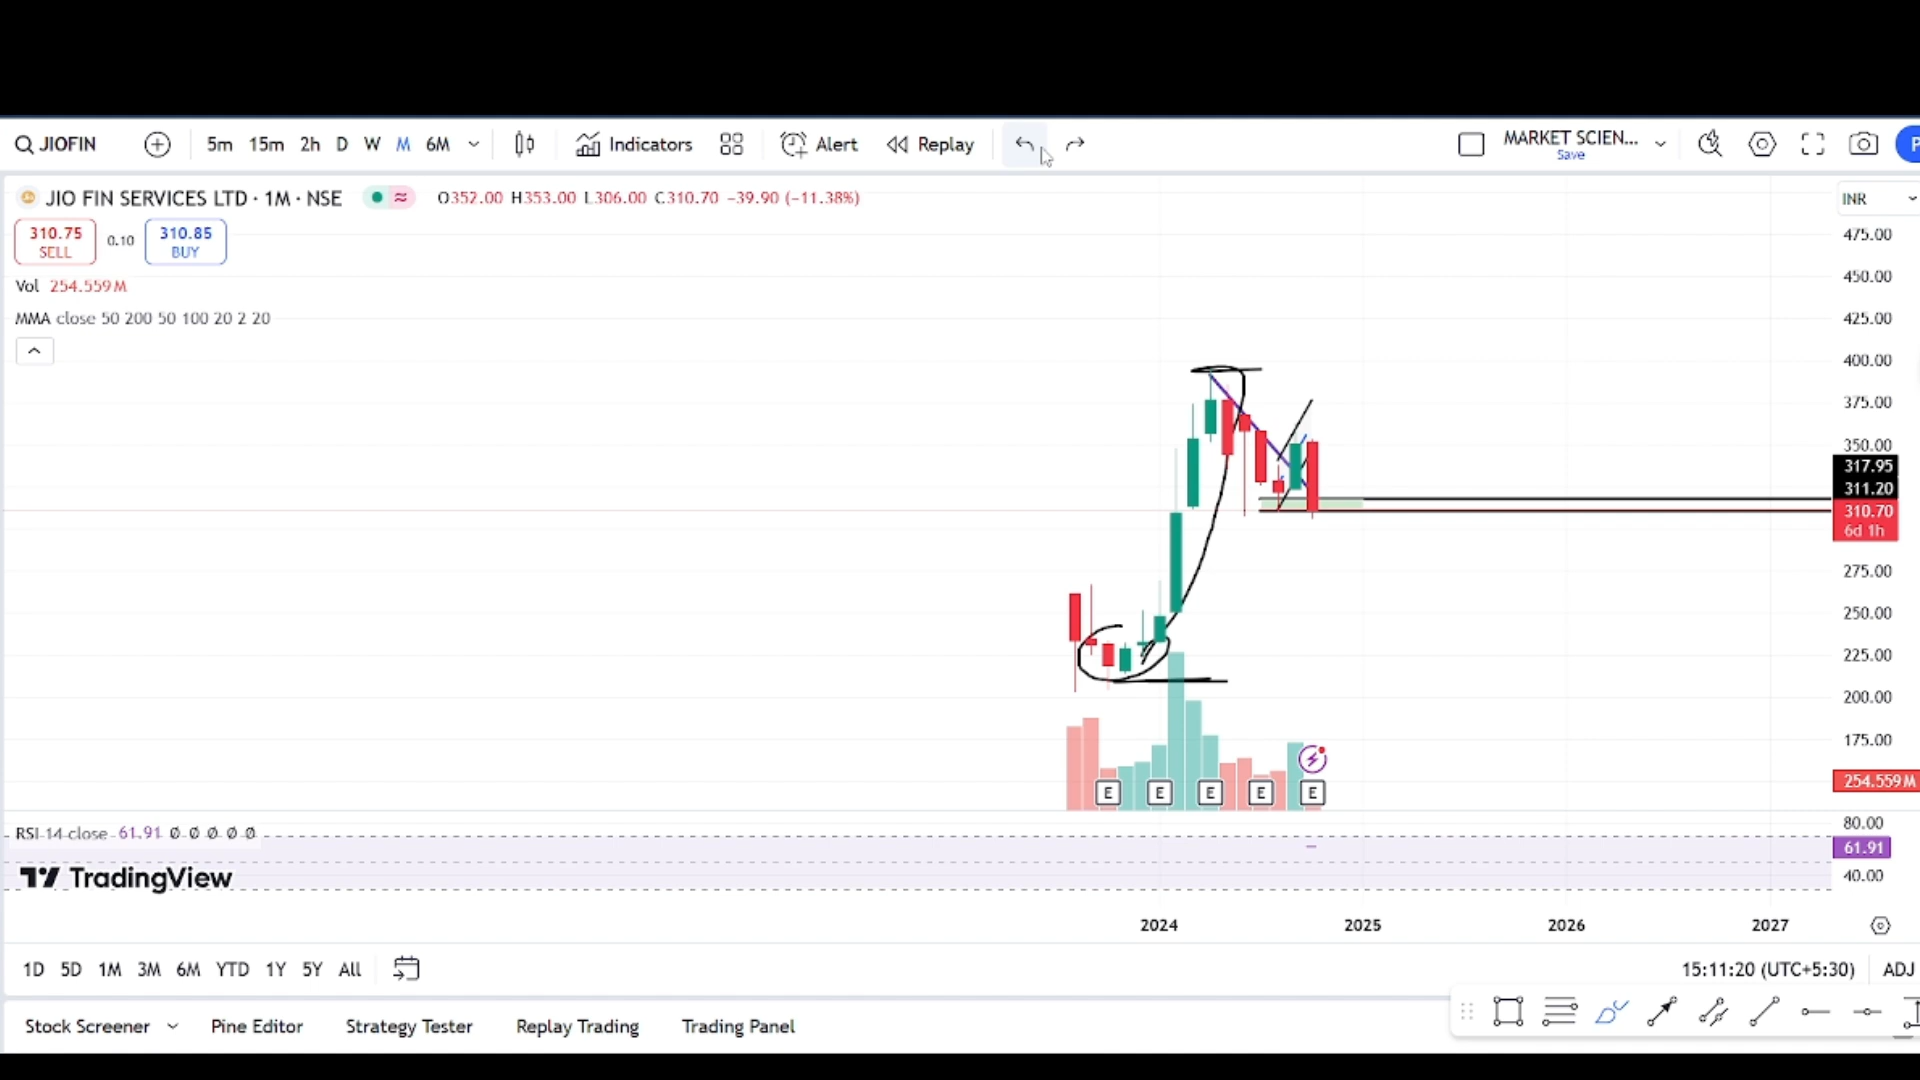 JIOFIN 5m 15m 2h D W M 6M Indicators Alert Replay MARKET SCIEN...
Save
JIO FIN SERVICES LTD · 1M · NSE O352.00 H353.00 L306.00 C310.70 −39.90 (−11.38%) INR
310.75 0.10 310.85
SELL BUY
Vol 254.559M
MMA close 50 200 50 100 20 2 20
475.00
450.00
425.00
400.00
375.00
350.00
317.95
311.20
310.70
6d 1h
275.00
250.00
225.00
200.00
175.00
254.559M
E E E E E
80.00
RSI 14 close 61.91 Ø Ø Ø Ø Ø
61.91
40.00
TradingView
2024 2025 2026 2027
1D 5D 1M 3M 6M YTD 1Y 5Y All 15:11:20 (UTC+5:30) ADJ
Stock Screener Pine Editor Strategy Tester Replay Trading Trading Panel